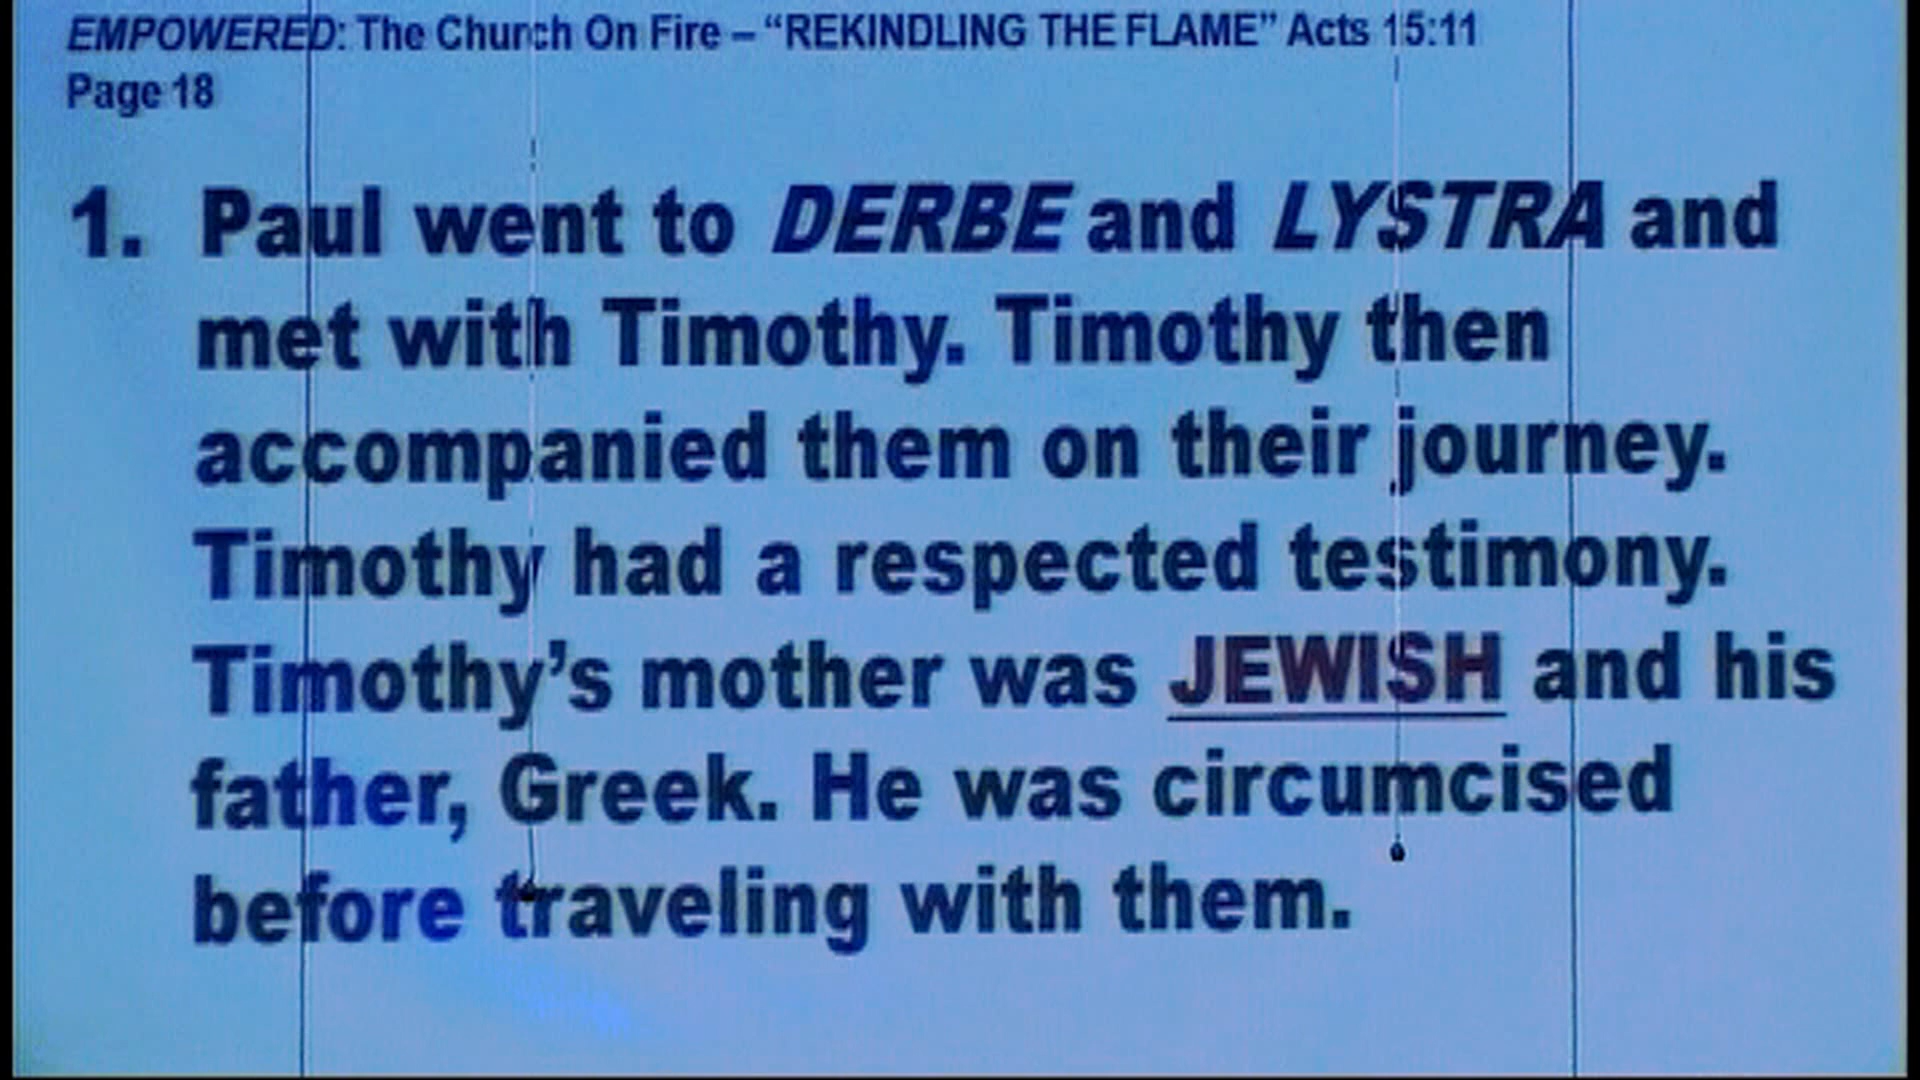 EMPOWERED: The Church On Fire – “REKINDLING THE FLAME” Acts 15:11
Page 18
1. Paul went to DERBE and LYSTRA and
met with Timothy. Timothy then
accompanied them on their journey.
Timothy had a respected testimony.
Timothy’s mother was JEWISH and his
father, Greek. He was circumcised
before traveling with them.